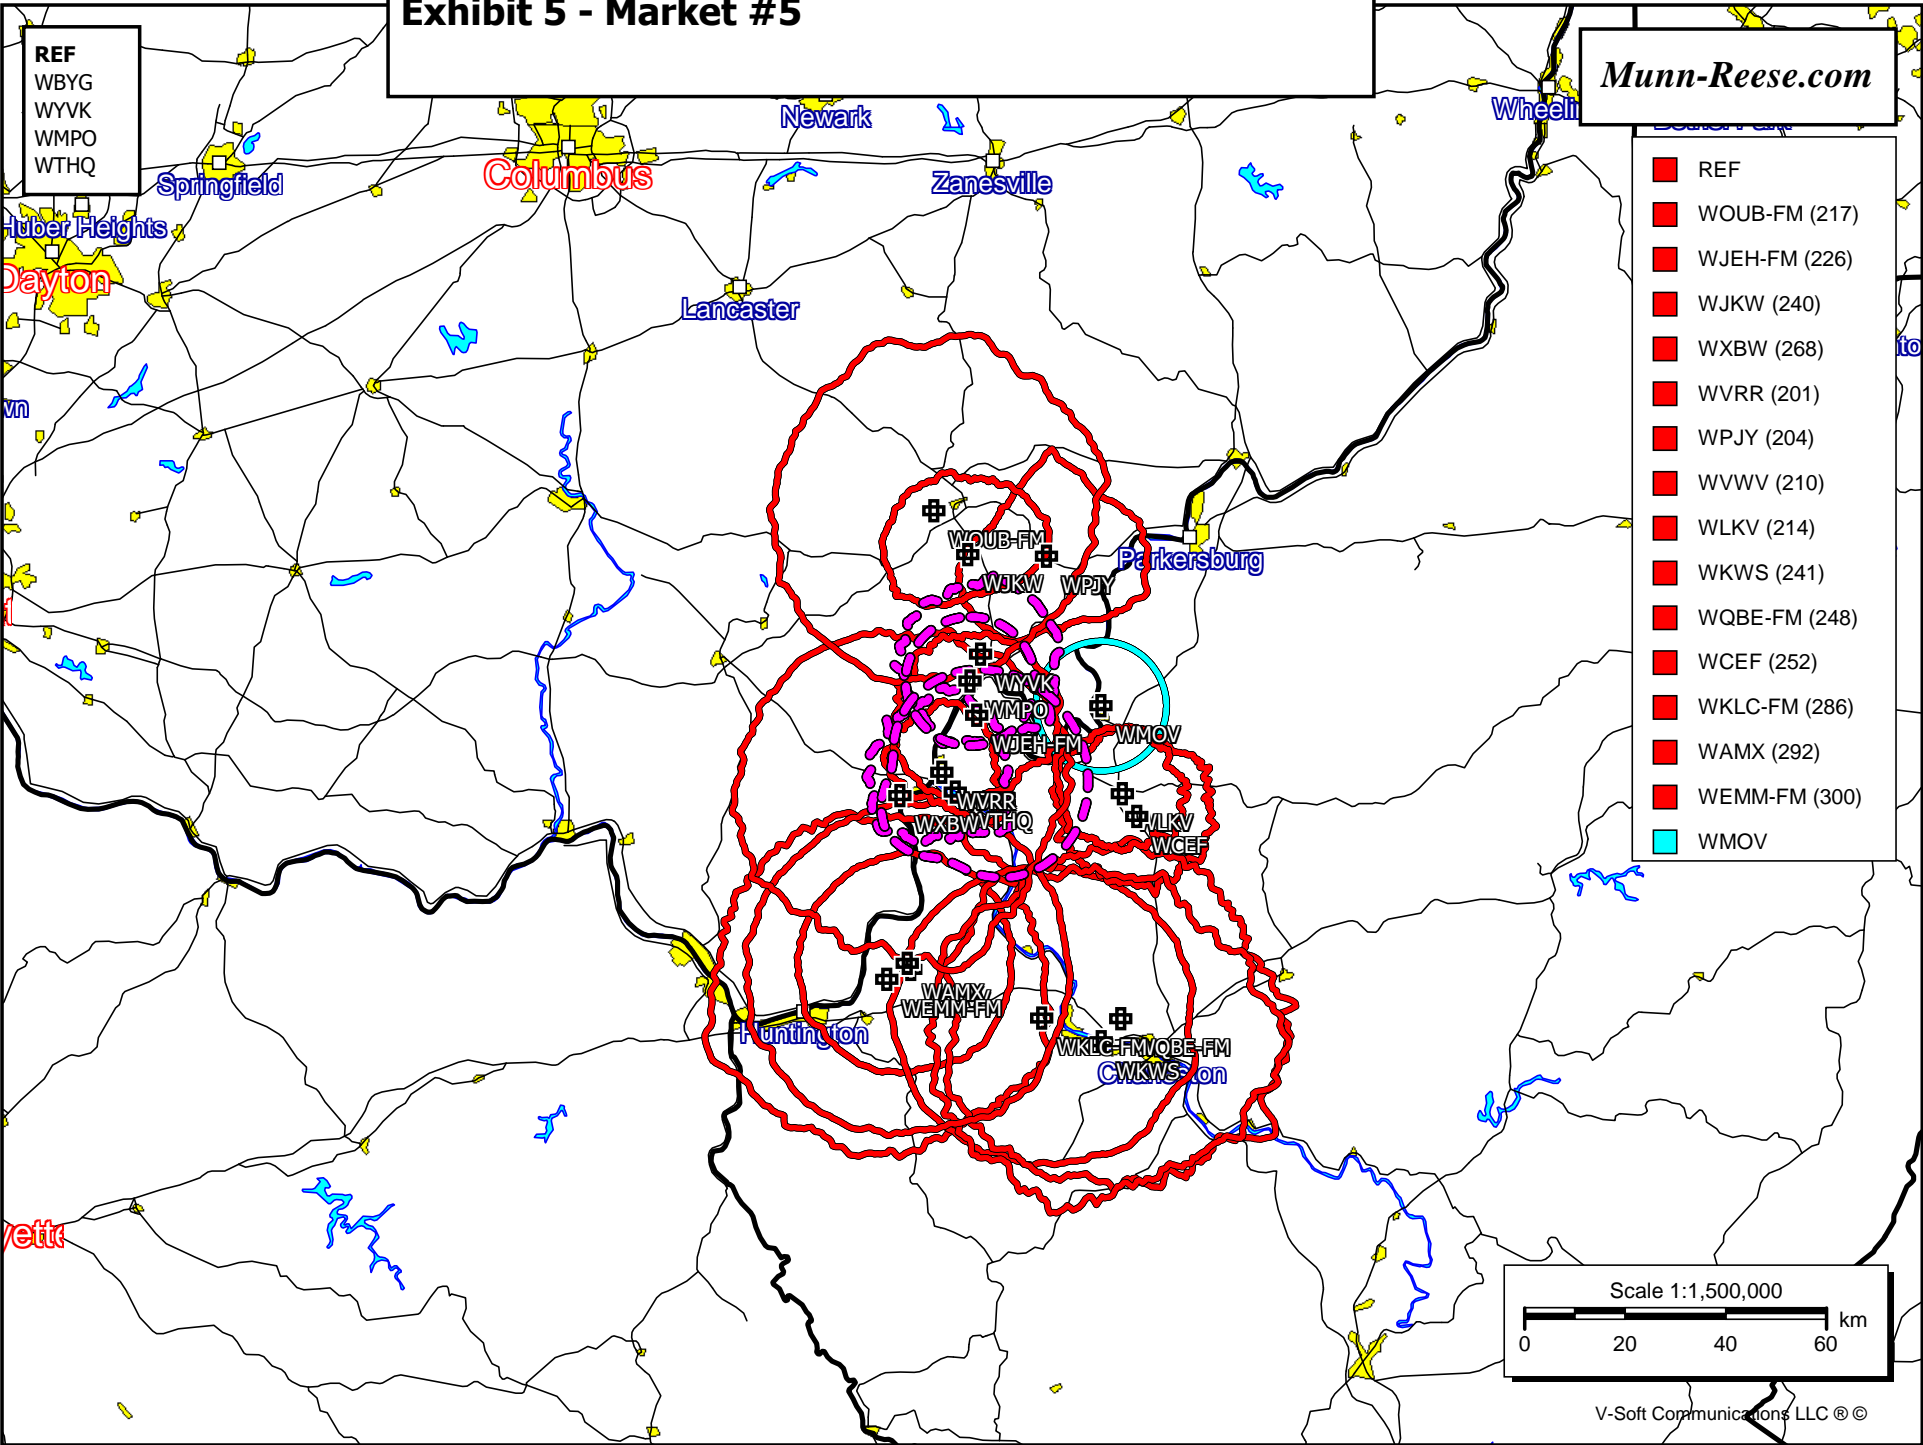 Exhibit 5 - Market #5
REF
WBYG
WYVK
WMPO
WTHQ
Munn-Reese.com
REF
WOUB-FM (217)
WJEH-FM (226)
WJKW (240)
WXBW (268)
WVRR (201)
WPJY (204)
WVWV (210)
WLKV (214)
WKWS (241)
WQBE-FM (248)
WCEF (252)
WKLC-FM (286)
WAMX (292)
WEMM-FM (300)
WMOV
Newark
Springfield
Columbus
Zanesville
Huber Heights
Dayton
Lancaster
WOUB-FM
WJKW
WPJY
Parkersburg
WYVK
WMPO
WJEH-FM
WMOV
WVRR
WXBW
WTHQ
WLKV
WCEF
WAMX
WEMM-FM
Huntington
WKLC-FM
WQBE-FM
WKWS
Scale 1:1,500,000
km
0 20 40 60
V-Soft Communications LLC ® ©